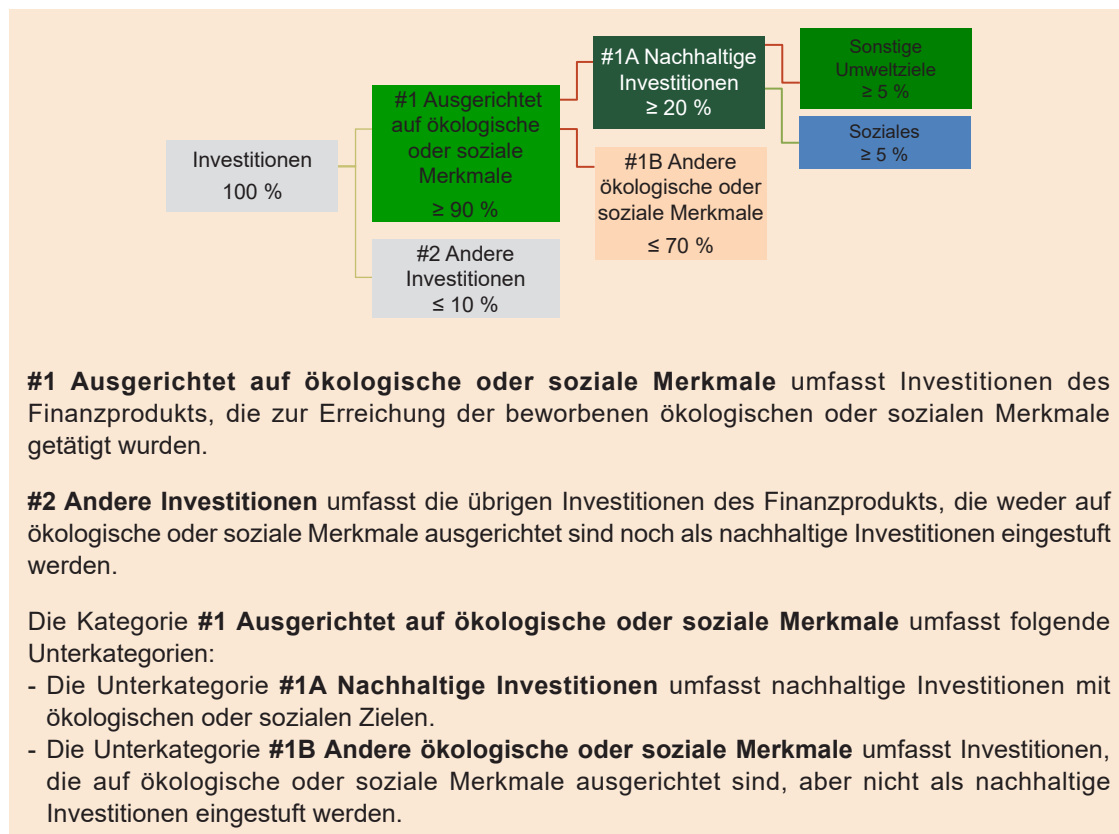 Investitionen
100 %
#1 Ausgerichtet
auf ökologische
oder soziale
Merkmale
≥ 90 %
#2 Andere
Investitionen
≤ 10 %
#1A Nachhaltige
Investitionen
≥ 20 %
#1B Andere
ökologische oder
soziale Merkmale
≤ 70 %
Sonstige
Umweltziele
≥ 5 %
Soziales
≥ 5 %
#1 Ausgerichtet auf ökologische oder soziale Merkmale umfasst Investitionen des
Finanzprodukts, die zur Erreichung der beworbenen ökologischen oder sozialen Merkmale
getätigt wurden.
#2 Andere Investitionen umfasst die übrigen Investitionen des Finanzprodukts, die weder auf
ökologische oder soziale Merkmale ausgerichtet sind noch als nachhaltige Investitionen eingestuft
werden.
Die Kategorie #1 Ausgerichtet auf ökologische oder soziale Merkmale umfasst folgende
Unterkategorien:
- Die Unterkategorie #1A Nachhaltige Investitionen umfasst nachhaltige Investitionen mit
ökologischen oder sozialen Zielen.
- Die Unterkategorie #1B Andere ökologische oder soziale Merkmale umfasst Investitionen,
die auf ökologische oder soziale Merkmale ausgerichtet sind, aber nicht als nachhaltige
Investitionen eingestuft werden.